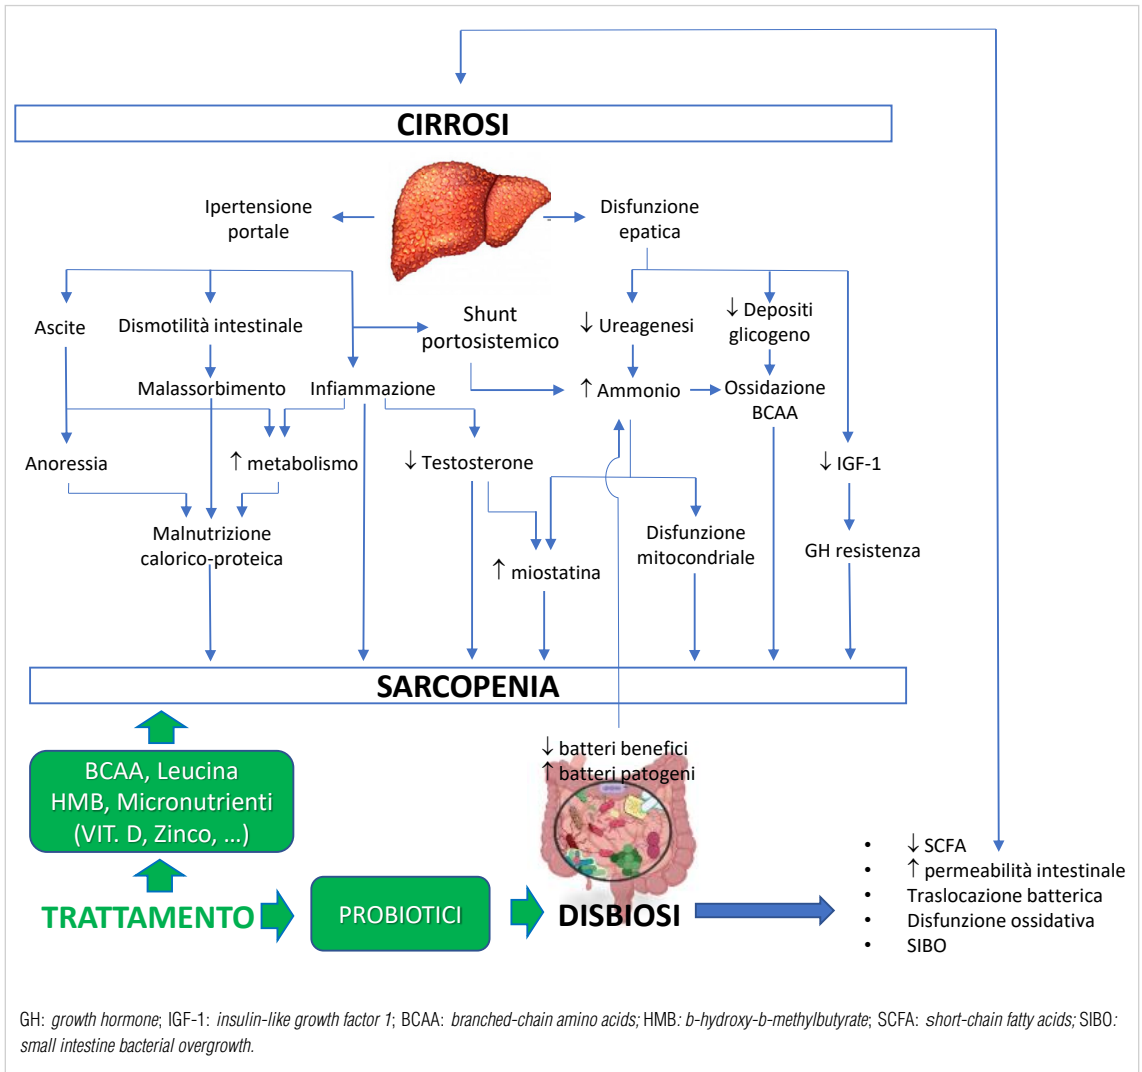 CIRROSI
Ipertensione
portale
Disfunzione
epatica
Ascite
Dismotilità intestinale
Shunt
portosistemico
↓ Ureagenesi
↓ Depositi
glicogeno
Malassorbimento
Infiammazione
↑ Ammonio
Ossidazione
BCAA
Anoressia
↑ metabolismo
↓ Testosterone
↓ IGF-1
Malnutrizione
calorico-proteica
↑ miostatina
Disfunzione
mitocondriale
GH resistenza
SARCOPENIA
BCAA, Leucina
HMB, Micronutrienti
(VIT. D, Zinco, ...)
↓ batteri benefici
↑ batteri patogeni
TRATTAMENTO
PROBIOTICI
DISBIOSI
• ↓ SCFA
• ↑ permeabilità intestinale
• Traslocazione batterica
• Disfunzione ossidativa
• SIBO
GH: growth hormone; IGF-1: insulin-like growth factor 1; BCAA: branched-chain amino acids; HMB: b-hydroxy-b-methylbutyrate; SCFA: short-chain fatty acids; SIBO:
small intestine bacterial overgrowth.